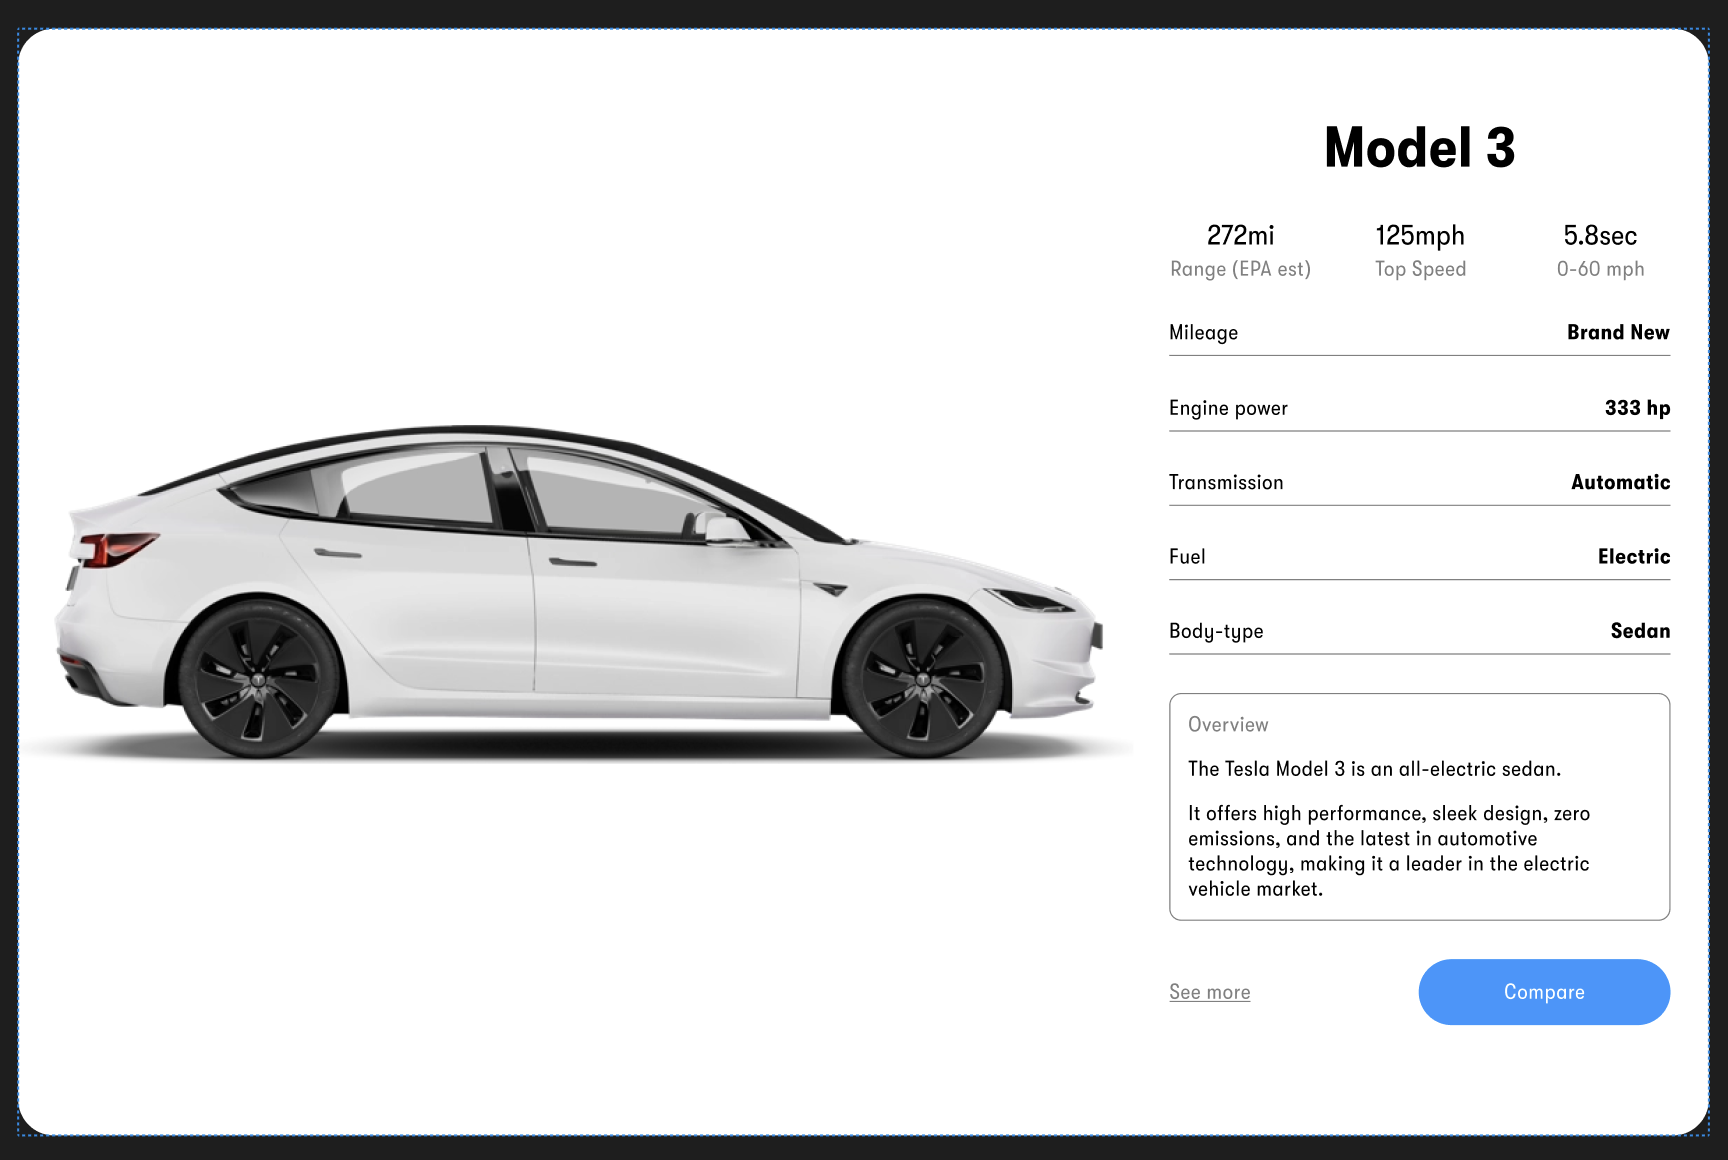 Model 3
272mi 125mph 5.8sec
Range (EPA est) Top Speed 0-60 mph
Mileage Brand New
Engine power 333 hp
Transmission Automatic
Fuel Electric
Body-type Sedan
Overview
The Tesla Model 3 is an all-electric sedan.
It offers high performance, sleek design, zero
emissions, and the latest in automotive
technology, making it a leader in the electric
vehicle market.
See more Compare